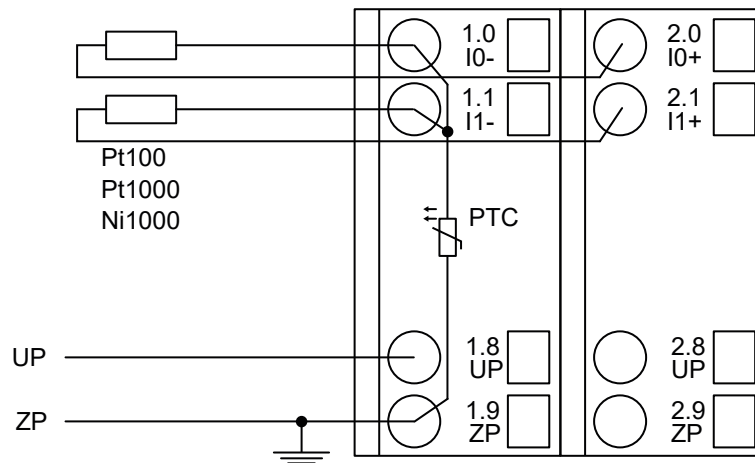 1.0 2.0
I0- I0+
1.1 2.1
I1- I1+
Pt100
Pt1000
Ni1000
PTC
UP 1.8 2.8
UP UP
ZP 1.9 2.9
ZP ZP